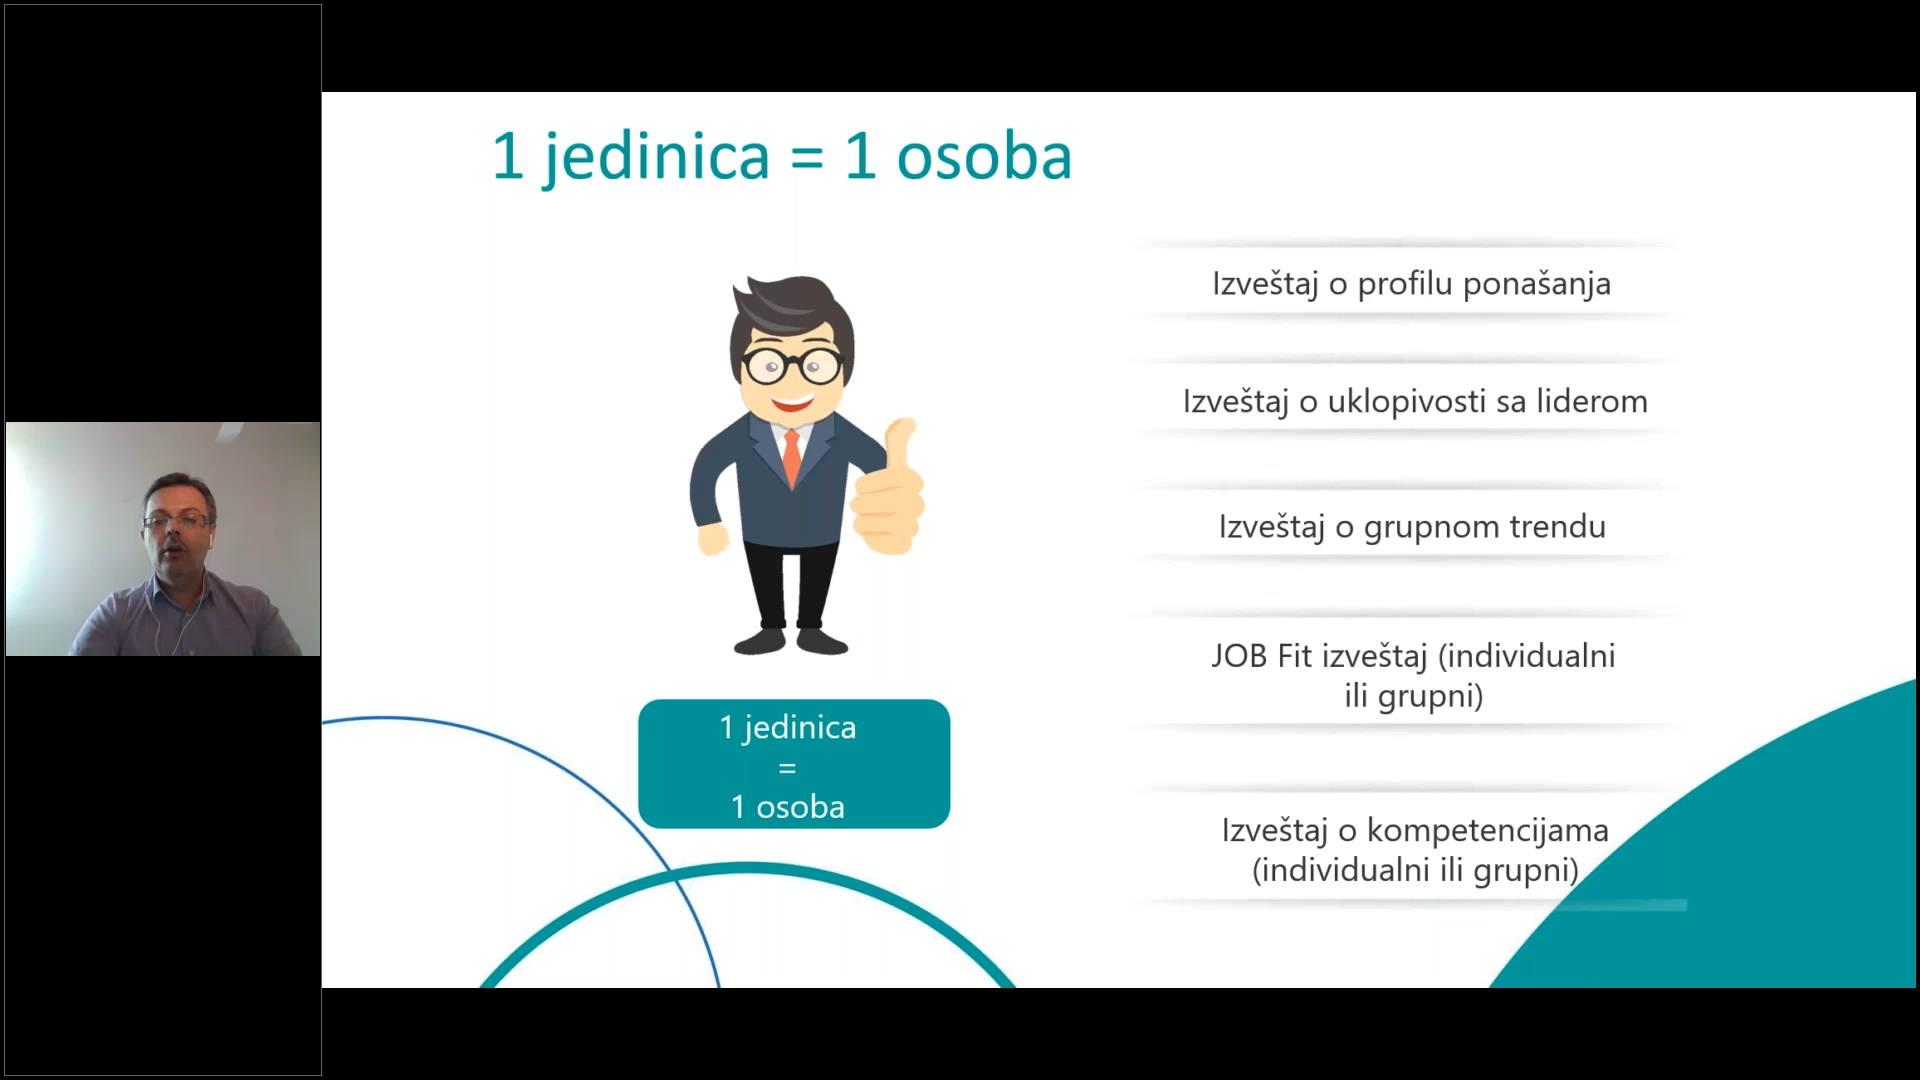 1 jedinica = 1 osoba
Izveštaj o profilu ponašanja
Izveštaj o uklopivosti sa liderom
Izveštaj o grupnom trendu
JOB Fit izveštaj (individualni
ili grupni)
1 jedinica
=
1 osoba
Izveštaj o kompetencijama
(individualni ili grupni)